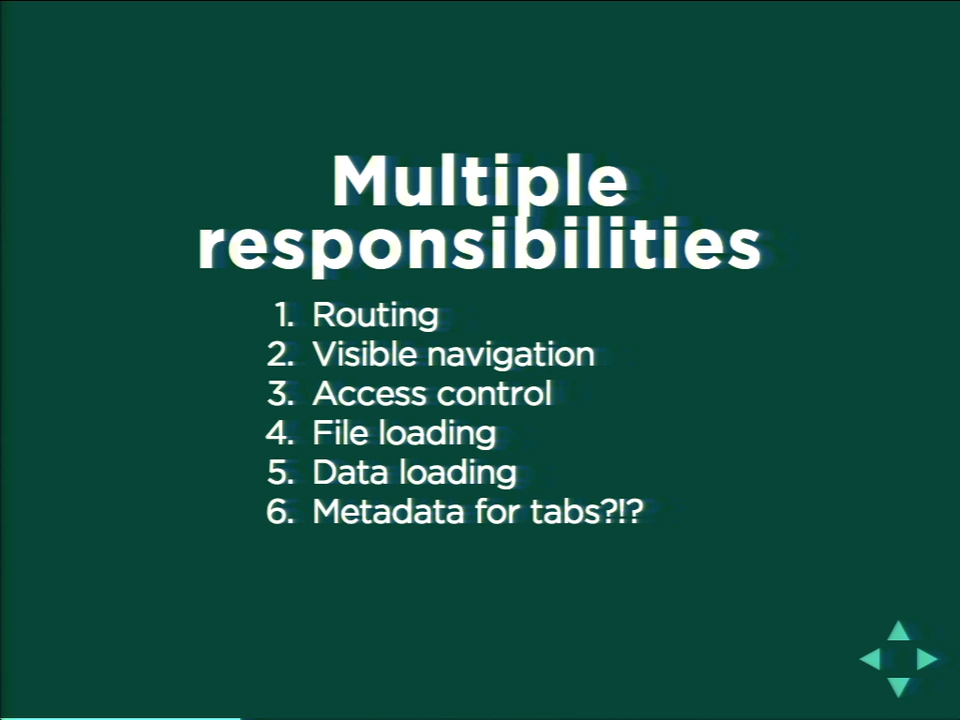 Multiple
responsibilities
1. Routing
2. Visible navigation
3. Access control
4. File loading
5. Data loading
6. Metadata for tabs?!?